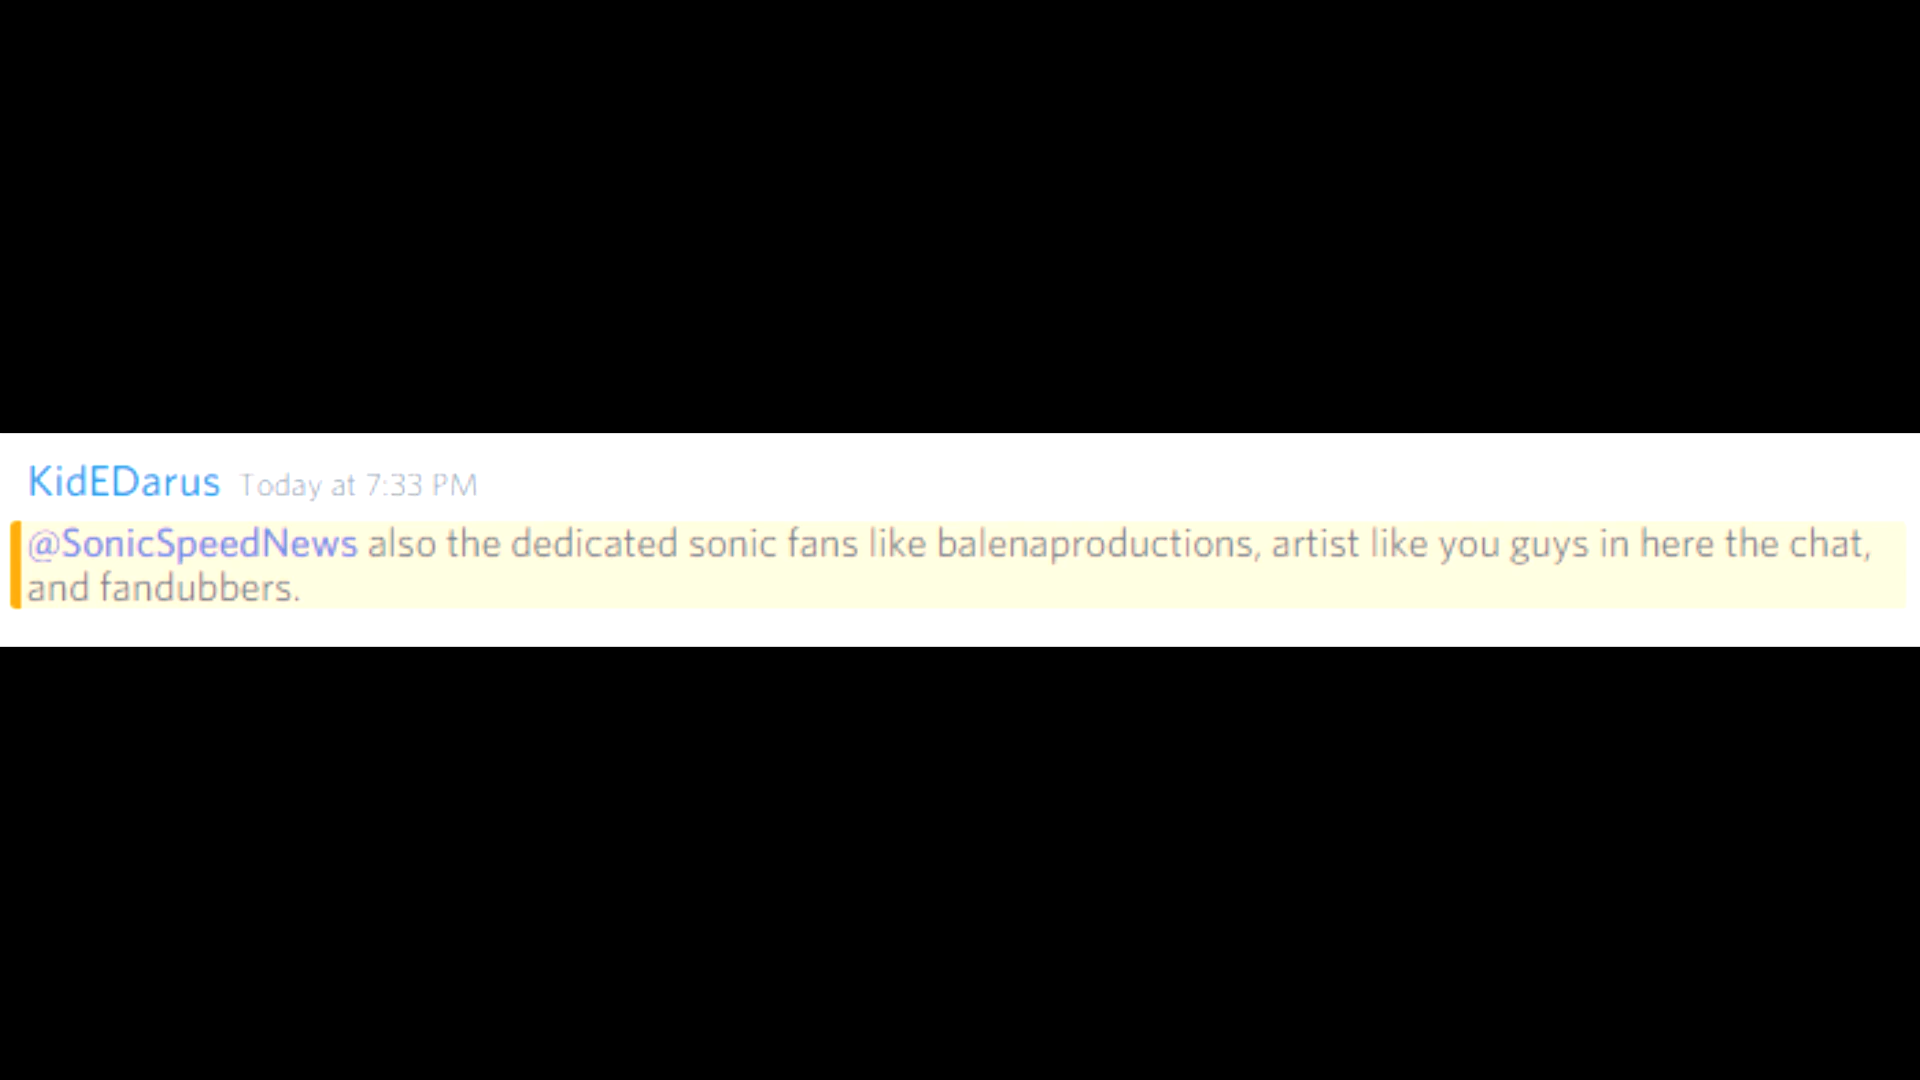 KidEDarus Today at 7:33 PM
@SonicSpeedNews also the dedicated sonic fans like balenaproductions, artist like you guys in here the chat,
and fandubbers.